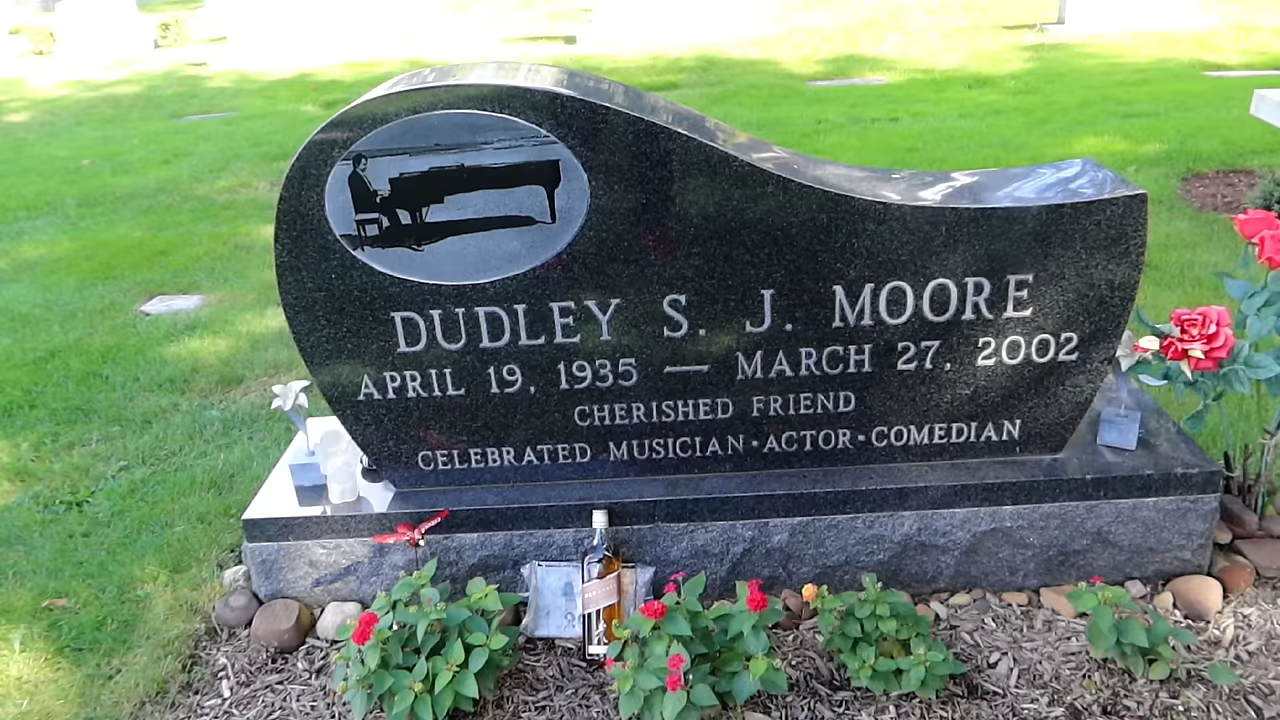 DUDLEY S. J. MOORE
APRIL 19, 1935 — MARCH 27, 2002
CHERISHED FRIEND
CELEBRATED MUSICIAN · ACTOR · COMEDIAN